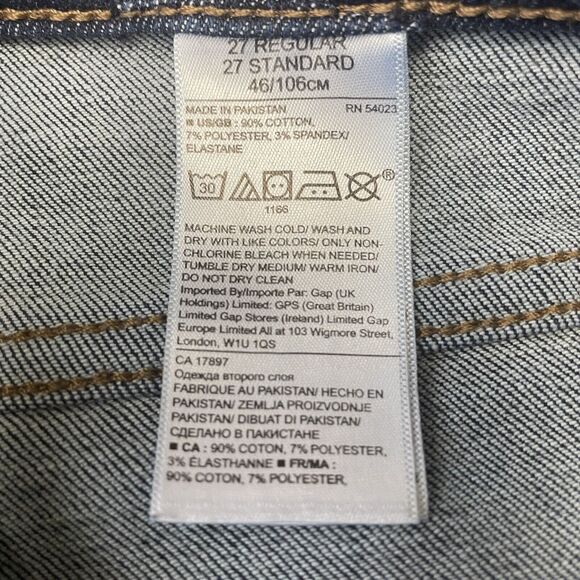 27 REGULAR
27 STANDARD
46/106CM
MADE IN PAKISTAN RN 54023
■ US/GB : 90% COTTON,
7% POLYESTER, 3% SPANDEX/
ELASTANE
30
®
1166
MACHINE WASH COLD/ WASH AND
DRY WITH LIKE COLORS/ ONLY NON-
CHLORINE BLEACH WHEN NEEDED/
TUMBLE DRY MEDIUM/ WARM IRON/
DO NOT DRY CLEAN
Imported By/Importe Par: Gap (UK
Holdings) Limited: GPS (Great Britain)
Limited Gap Stores (Ireland) Limited Gap
Europe Limited All at 103 Wigmore Street,
London, W1U 1QS
CA 17897
Одежда второго слоя
FABRIQUE AU PAKISTAN/ HECHO EN
PAKISTAN/ ZEMLJA PROIZVODNJE
PAKISTAN/ DIBUAT DI PAKISTAN/
СДЕЛАНО В ПАКИСТАНЕ
■ CA : 90% COTON, 7% POLYESTER,
3% ÉLASTHANNE ■ FR/MA :
90% COTON, 7% POLYESTER,